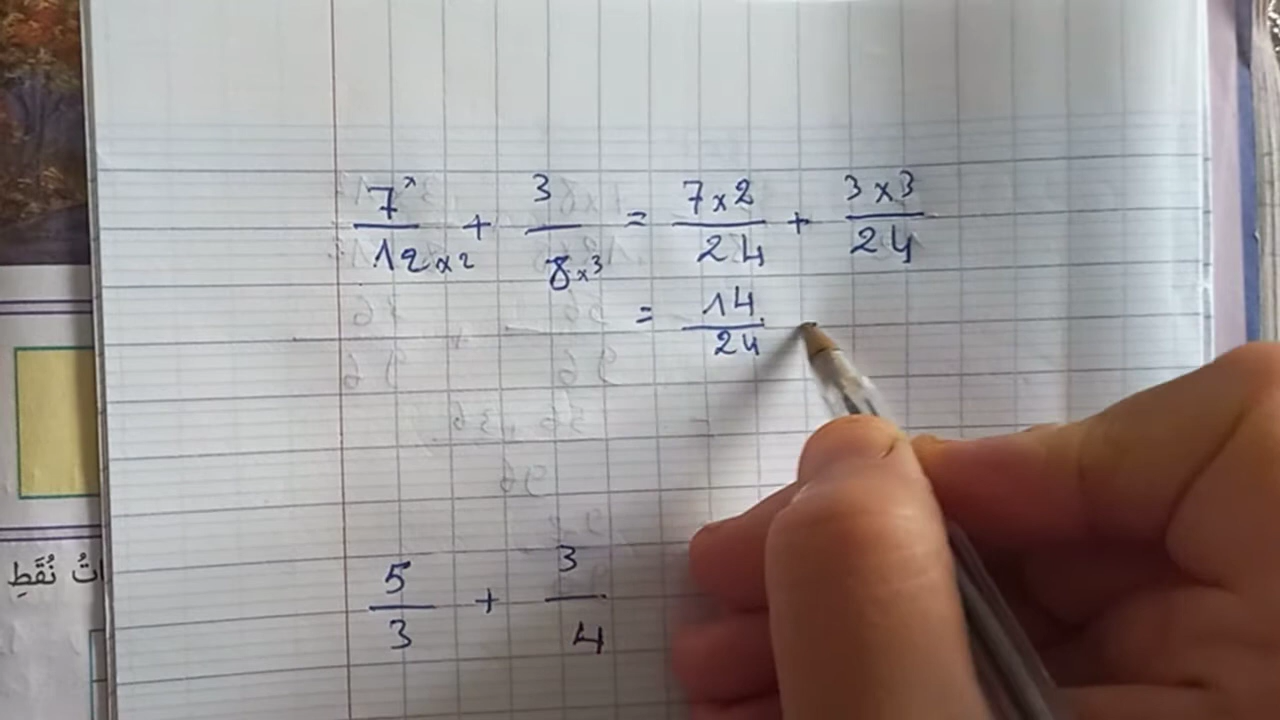 7/12 ×2 + 3/8 ×3 = 7×2/24 + 3×3/24
= 14/24
5/3 + 3/4
نُقَطِ